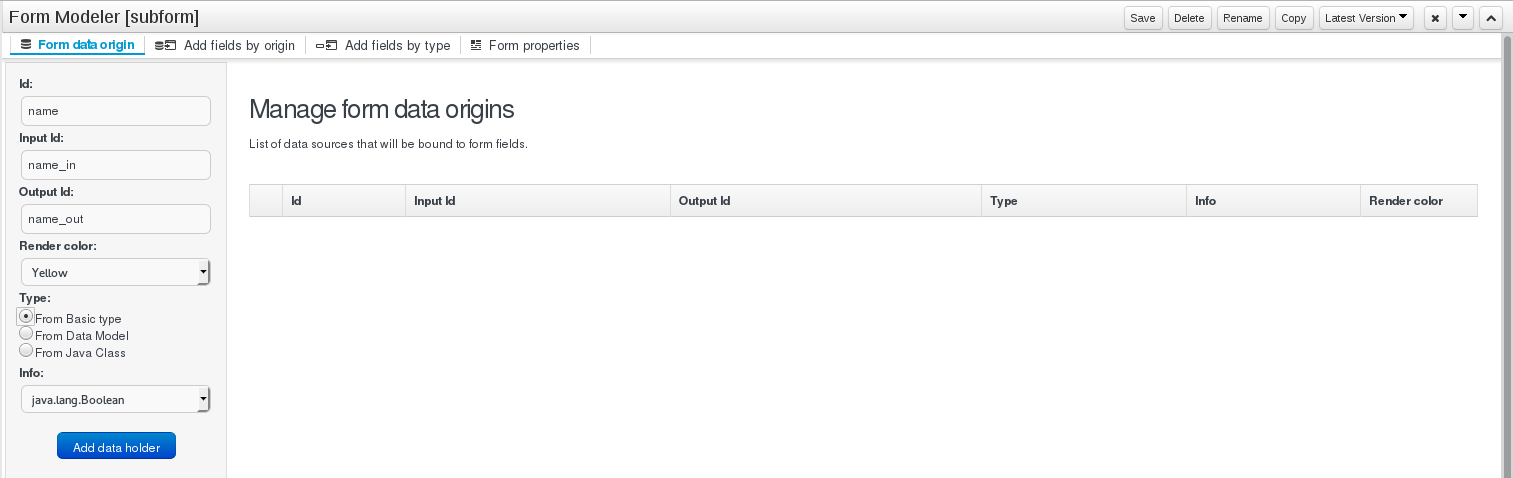 Form Modeler [subform] Save Delete Rename Copy Latest Version
Form data origin Add fields by origin Add fields by type Form properties
Id:
name
Input Id:
name_in
Output Id:
name_out
Render color:
Yellow
Type:
From Basic type
From Data Model
From Java Class
Info:
java.lang.Boolean
Add data holder
Manage form data origins
List of data sources that will be bound to form fields.
Id Input Id Output Id Type Info Render color